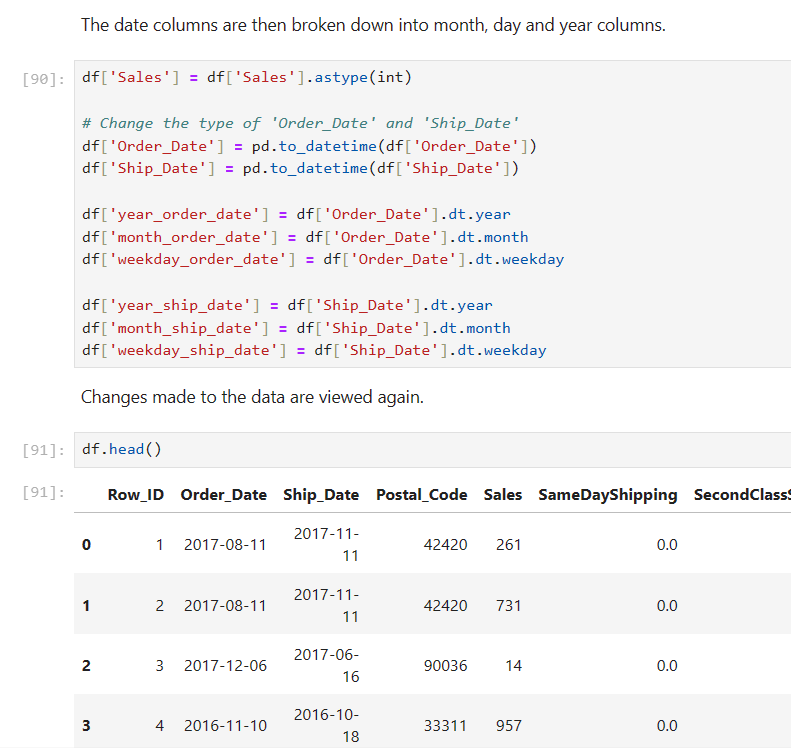 The date columns are then broken down into month, day and year columns.
[90]: df['Sales'] = df['Sales'].astype(int)
# Change the type of 'Order_Date' and 'Ship_Date'
df['Order_Date'] = pd.to_datetime(df['Order_Date'])
df['Ship_Date'] = pd.to_datetime(df['Ship_Date'])
df['year_order_date'] = df['Order_Date'].dt.year
df['month_order_date'] = df['Order_Date'].dt.month
df['weekday_order_date'] = df['Order_Date'].dt.weekday
df['year_ship_date'] = df['Ship_Date'].dt.year
df['month_ship_date'] = df['Ship_Date'].dt.month
df['weekday_ship_date'] = df['Ship_Date'].dt.weekday
Changes made to the data are viewed again.
[91]: df.head()
[91]: Row_ID Order_Date Ship_Date Postal_Code Sales SameDayShipping SecondClassS
0 1 2017-08-11 2017-11-
11 42420 261 0.0
1 2 2017-08-11 2017-11-
11 42420 731 0.0
2 3 2017-12-06 2017-06-
16 90036 14 0.0
3 4 2016-11-10 2016-10-
18 33311 957 0.0